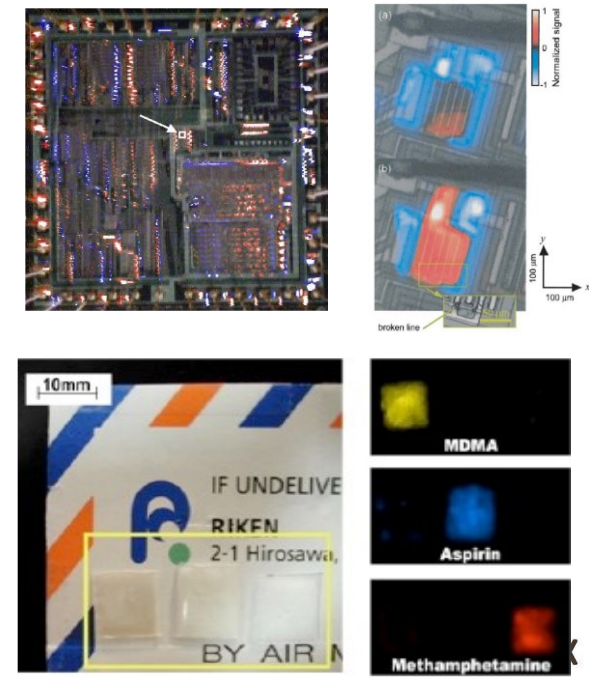 (a)
1
0
-1
Normalized signal
(b)
y
100 µm
x
100 µm
broken line
10mm
IF UNDELIVE
RIKEN
2-1 Hirosawa,
BY AIR M
MDMA
Aspirin
Methamphetamine